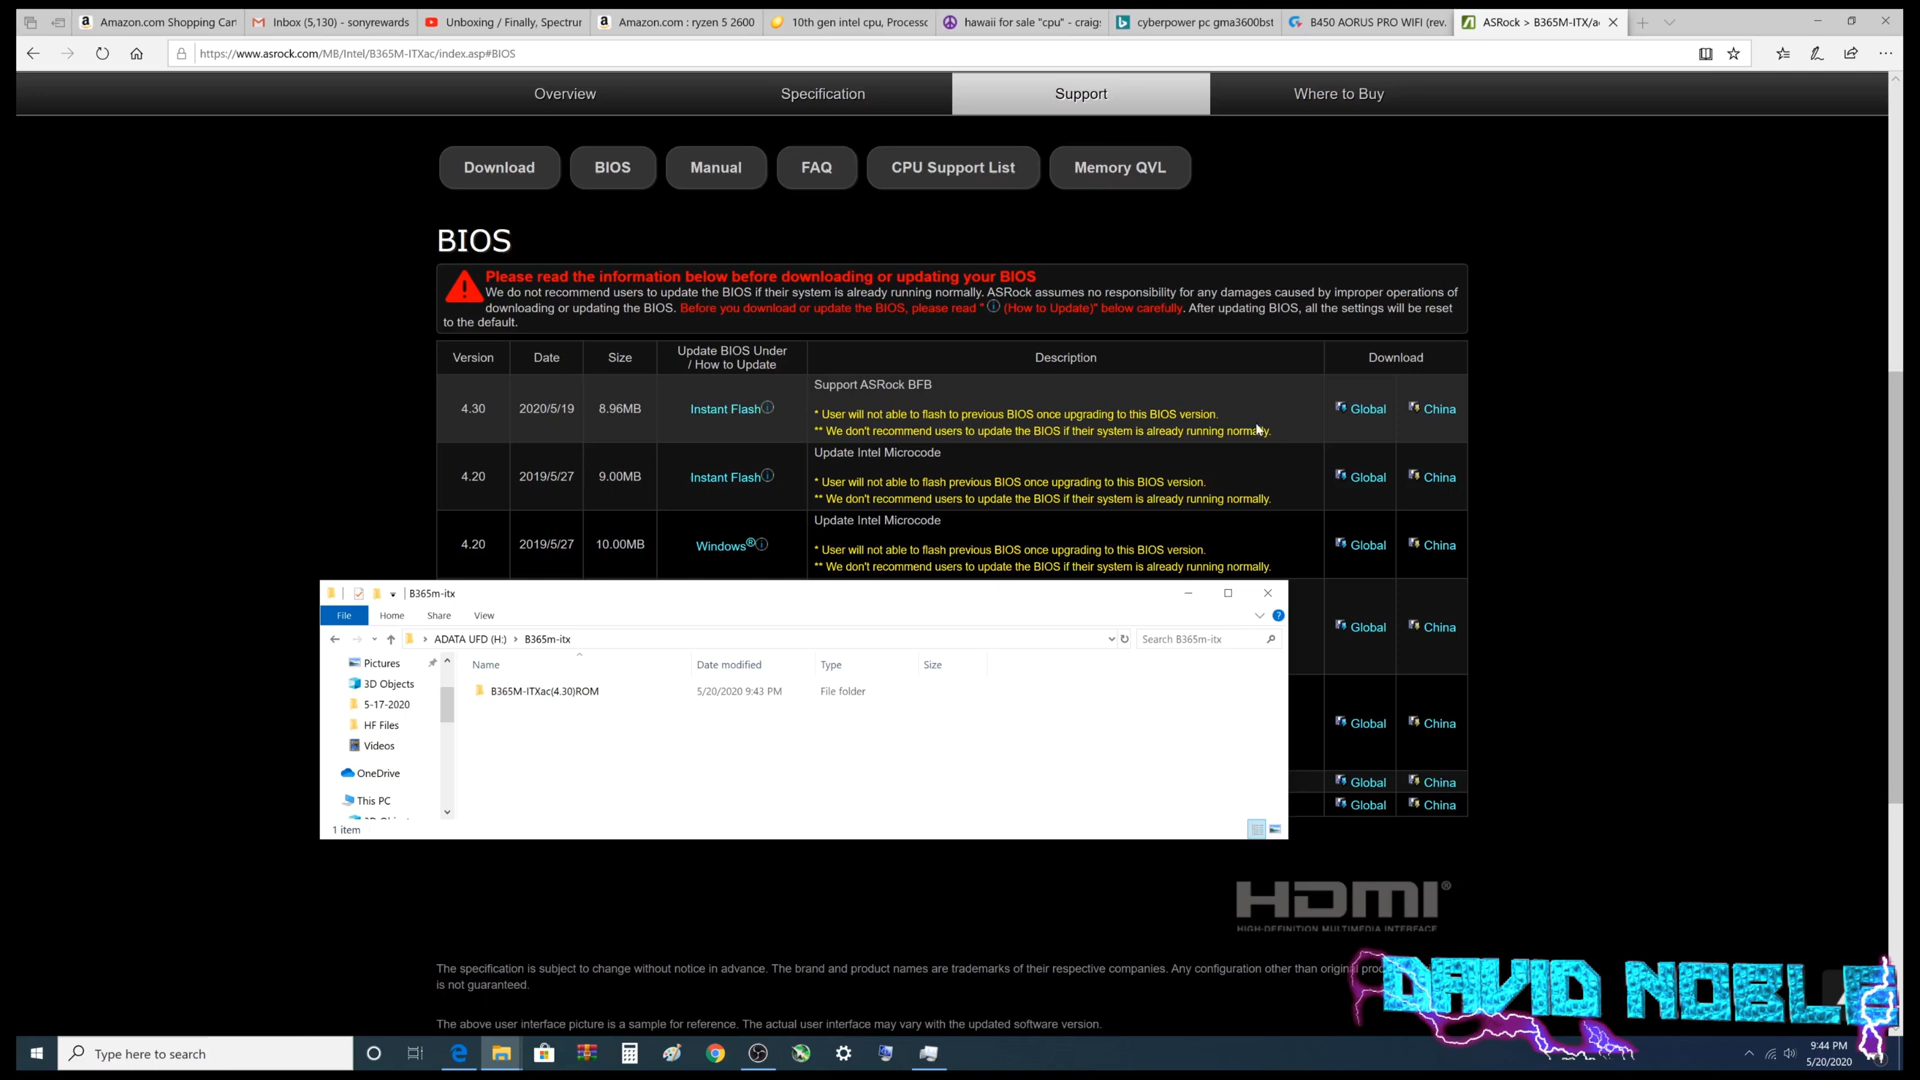 Amazon.com Shopping Car
Inbox (5,130) - sonyrewards
Unboxing / Finally, Spectrur
Amazon.com : ryzen 5 2600
10th gen intel cpu, Processo
hawaii for sale "cpu" - craigs
cyberpower pc gma3600bst
B450 AORUS PRO WIFI (rev.
ASRock > B365M-ITX/a
https://www.asrock.com/MB/Intel/B365M-ITXac/index.asp#BIOS
Overview
Specification
Support
Where to Buy
Download
BIOS
Manual
FAQ
CPU Support List
Memory QVL
BIOS
Please read the information below before downloading or updating your BIOS
We do not recommend users to update the BIOS if their system is already running normally. ASRock assumes no responsibility for any damages caused by improper operations of
downloading or updating the BIOS. Before you download or update the BIOS, please read " (How to Update)" below carefully. After updating BIOS, all the settings will be reset
to the default.
Version
Date
Size
Update BIOS Under
/ How to Update
Description
Download
4.30
2020/5/19
8.96MB
Instant Flash
Support ASRock BFB
* User will not able to flash to previous BIOS once upgrading to this BIOS version.
** We don't recommend users to update the BIOS if their system is already running normally.
Global
China
4.20
2019/5/27
9.00MB
Instant Flash
Update Intel Microcode
* User will not able to flash previous BIOS once upgrading to this BIOS version.
** We don't recommend users to update the BIOS if their system is already running normally.
Global
China
4.20
2019/5/27
10.00MB
Windows®
Update Intel Microcode
* User will not able to flash previous BIOS once upgrading to this BIOS version.
** We don't recommend users to update the BIOS if their system is already running normally.
Global
China
Global
China
Global
China
Global
China
Global
China
B365m-itx
File
Home
Share
View
ADATA UFD (H:) > B365m-itx
Search B365m-itx
Name
Date modified
Type
Size
B365M-ITXac(4.30)ROM
5/20/2020 9:43 PM
File folder
Pictures
3D Objects
5-17-2020
HF Files
Videos
OneDrive
This PC
1 item
HDMI®
HIGH-DEFINITION MULTIMEDIA INTERFACE
The specification is subject to change without notice in advance. The brand and product names are trademarks of their respective companies. Any configuration other than original
is not guaranteed.
The above user interface picture is a sample for reference. The actual user interface may vary with the updated software version.
DAVID NOBLE
Type here to search
9:44 PM
5/20/2020